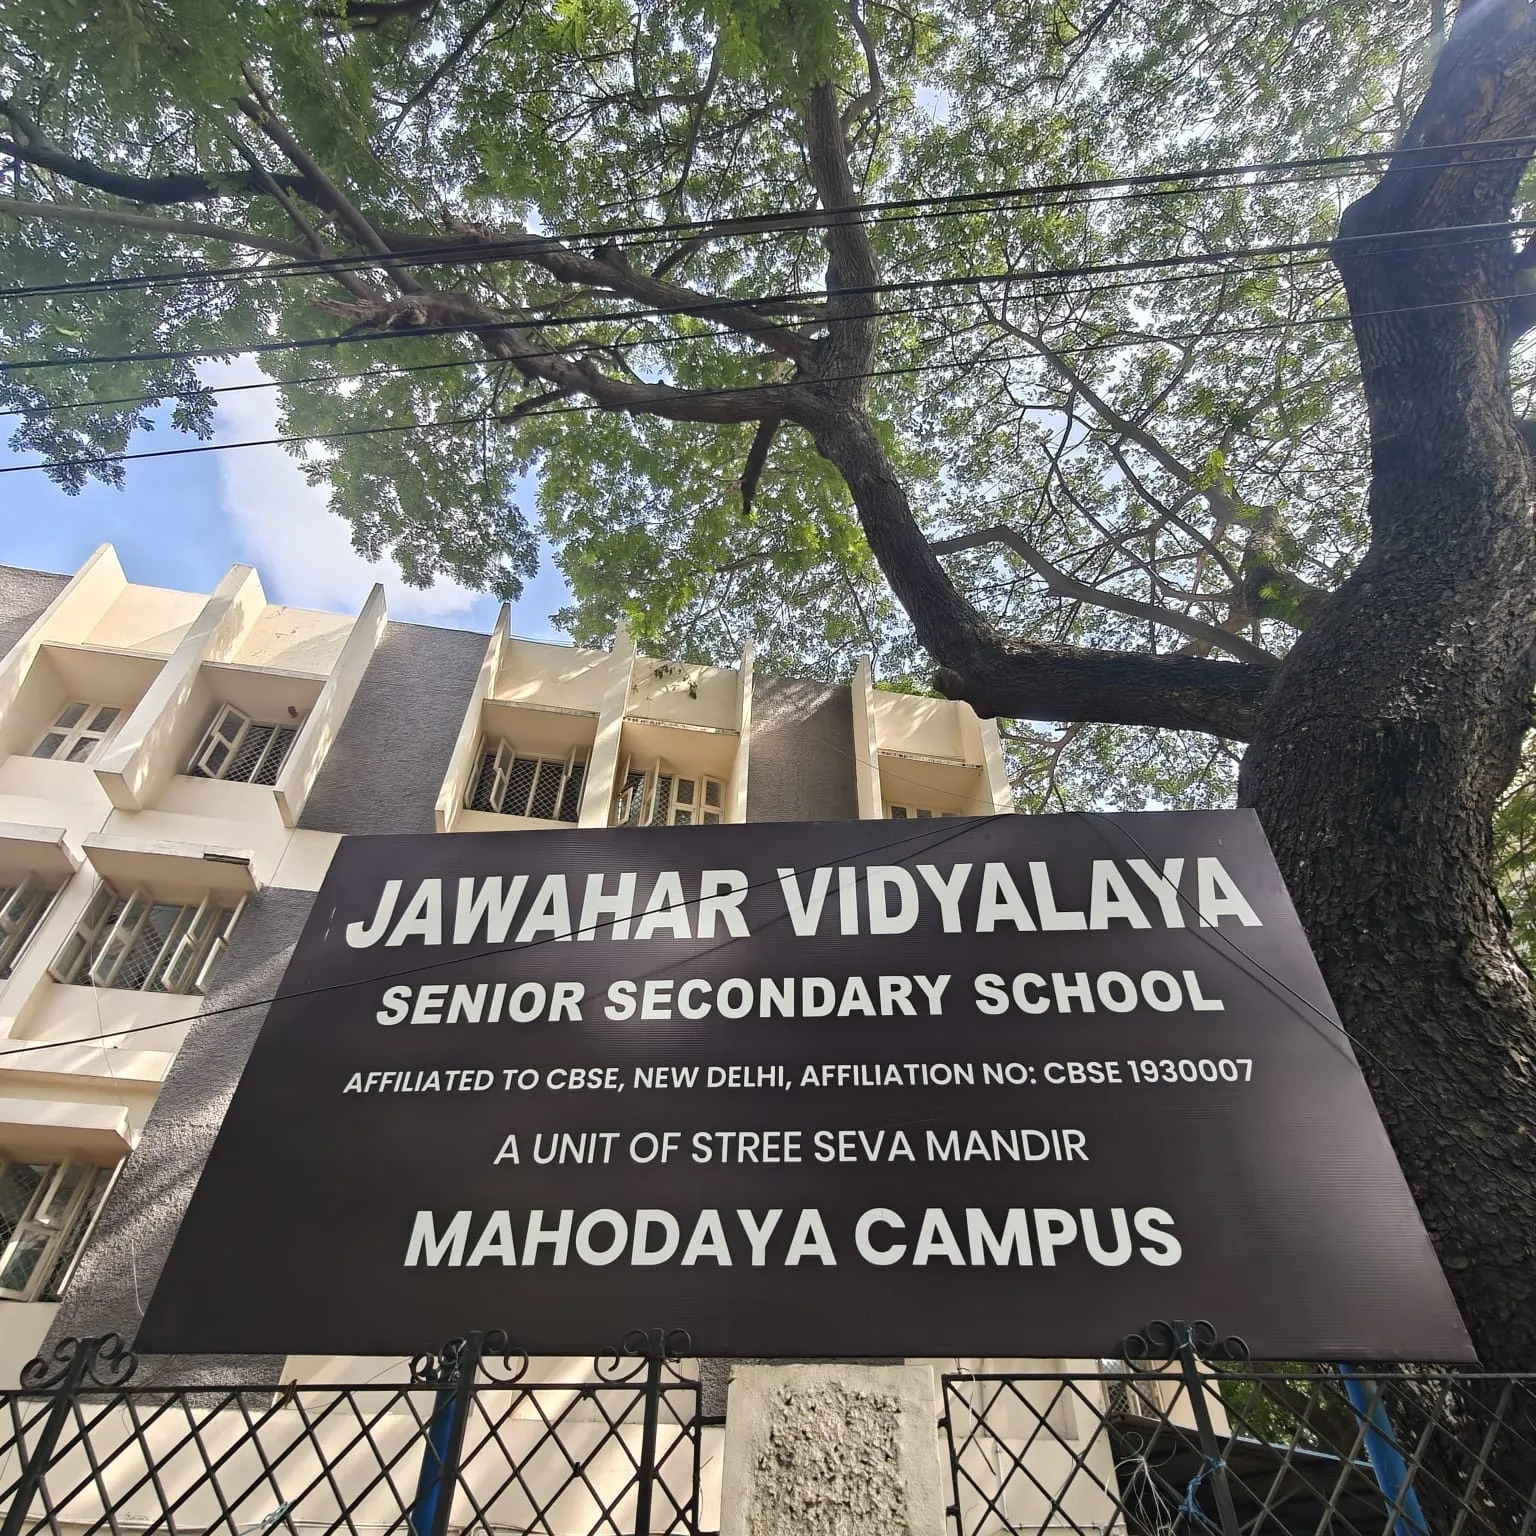 JAWAHAR VIDYALAYA
SENIOR SECONDARY SCHOOL
AFFILIATED TO CBSE, NEW DELHI, AFFILIATION NO: CBSE 1930007
A UNIT OF STREE SEVA MANDIR
MAHODAYA CAMPUS